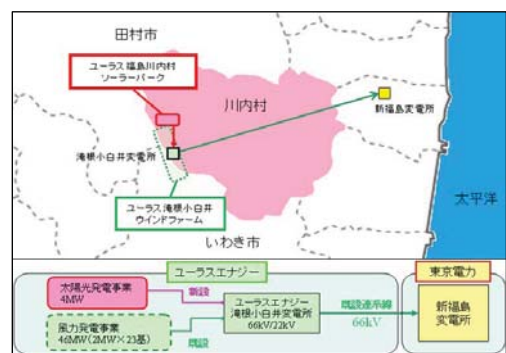 田村市
ユーラス福島川内村
ソーラーパーク
川内村
新福島変電所
滝根小白井変電所
ユーラス滝根小白井
ウインドファーム
いわき市
太平洋
ユーラスエナジー
東京電力
太陽光発電事業
4MW
新設
ユーラスエナジー
滝根小白井変電所
66kV/22kV
既設連系線
66kV
新福島
変電所
風力発電事業
46MW(2MW×23基)
既設